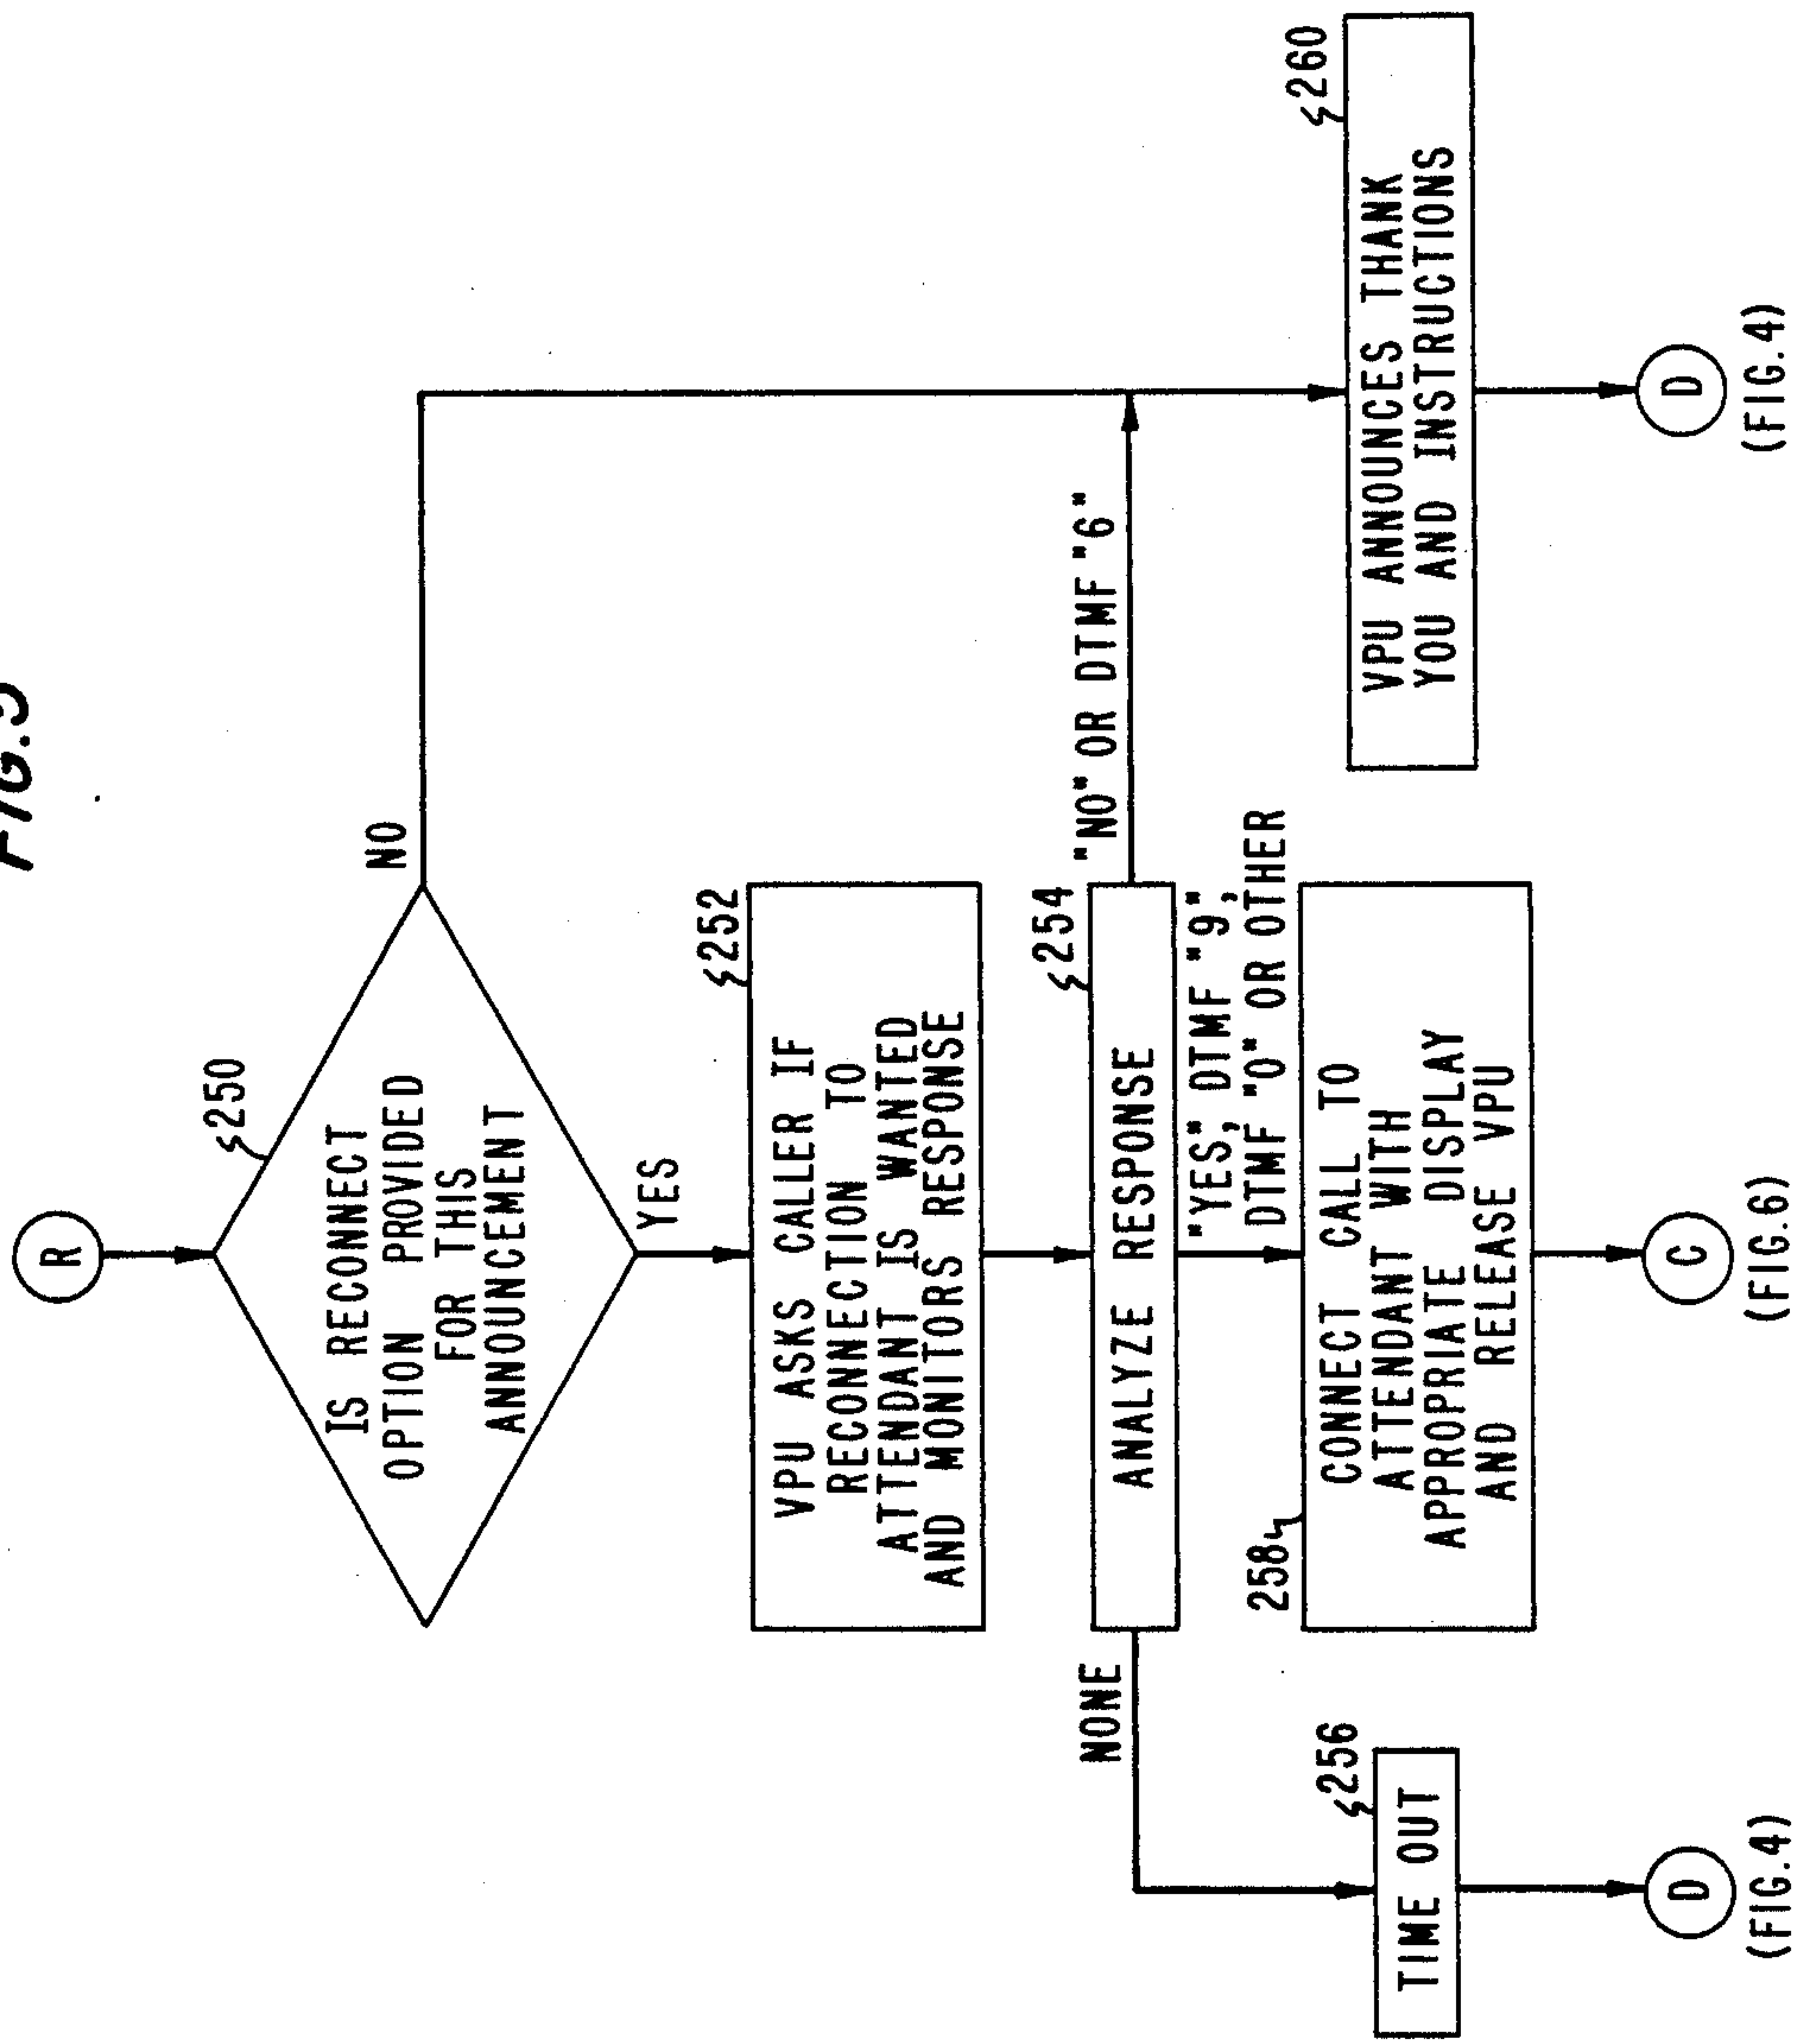 FIG.
R
250
IS RECONNECT
OPTION PROVIDED
FOR THIS
ANNOUNCEMENT
NO
YES
252
VPU ASKS CALLER IF
RECONNECTION TO
ATTENDANT IS WANTED
AND MONITORS RESPONSE
254
ANALYZE RESPONSE
NONE
"NO" OR DTMF "6"
"YES," DTMF "9",
DTMF "0" OR OTHER
256
TIME OUT
258
CONNECT CALL TO
ATTENDANT WITH
APPROPRIATE DISPLAY
AND RELEASE VPU
260
VPU ANNOUNCES THANK
YOU AND INSTRUCTIONS
D
(FIG.4)
C
(FIG.6)
D
(FIG.4)